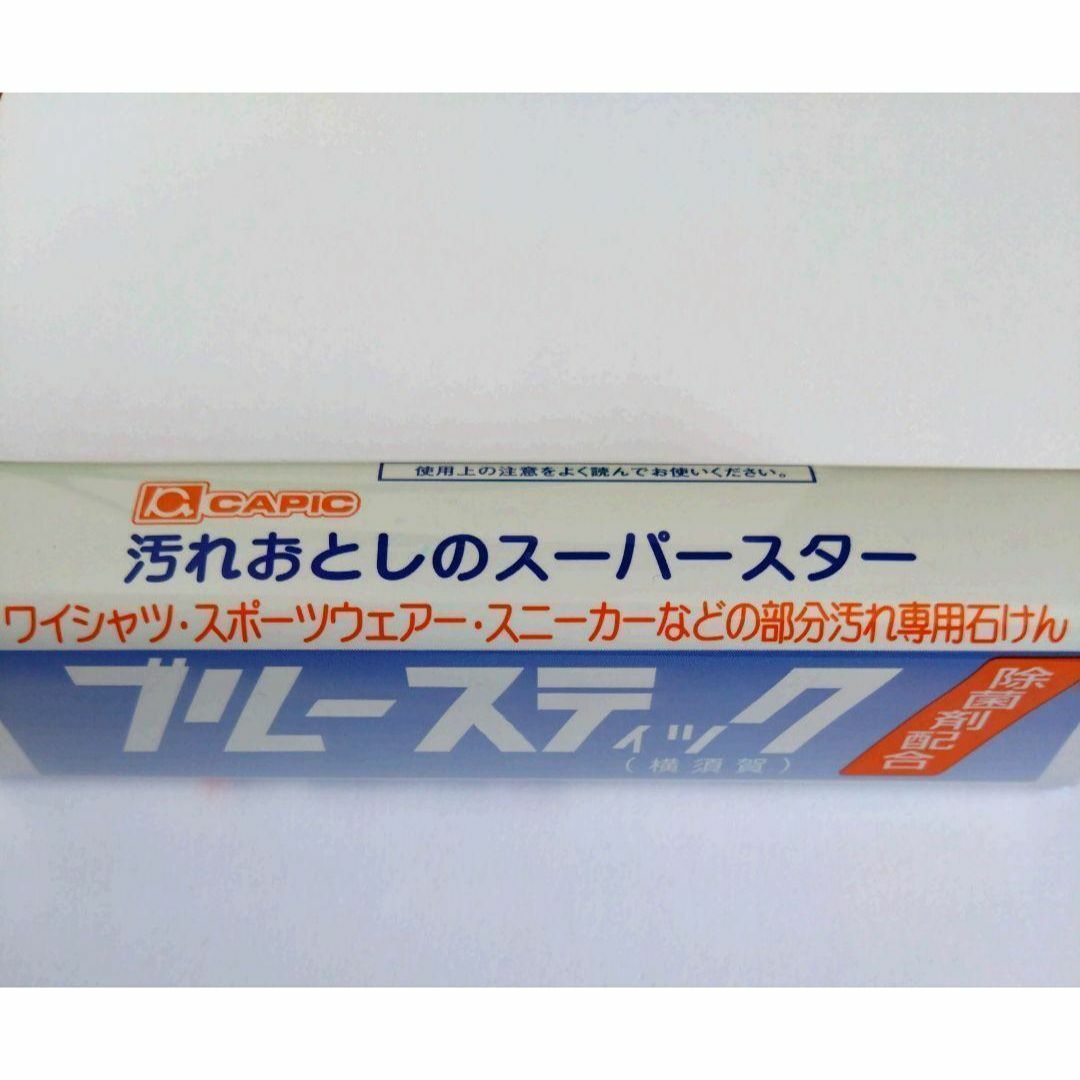 使用上の注意をよく読んでお使いください。
CAPIC
汚れおとしのスーパースター
ワイシャツ・スポーツウェアー・スニーカーなどの部分汚れ専用石けん
ブルースティック
(横須賀)
除菌剤配合